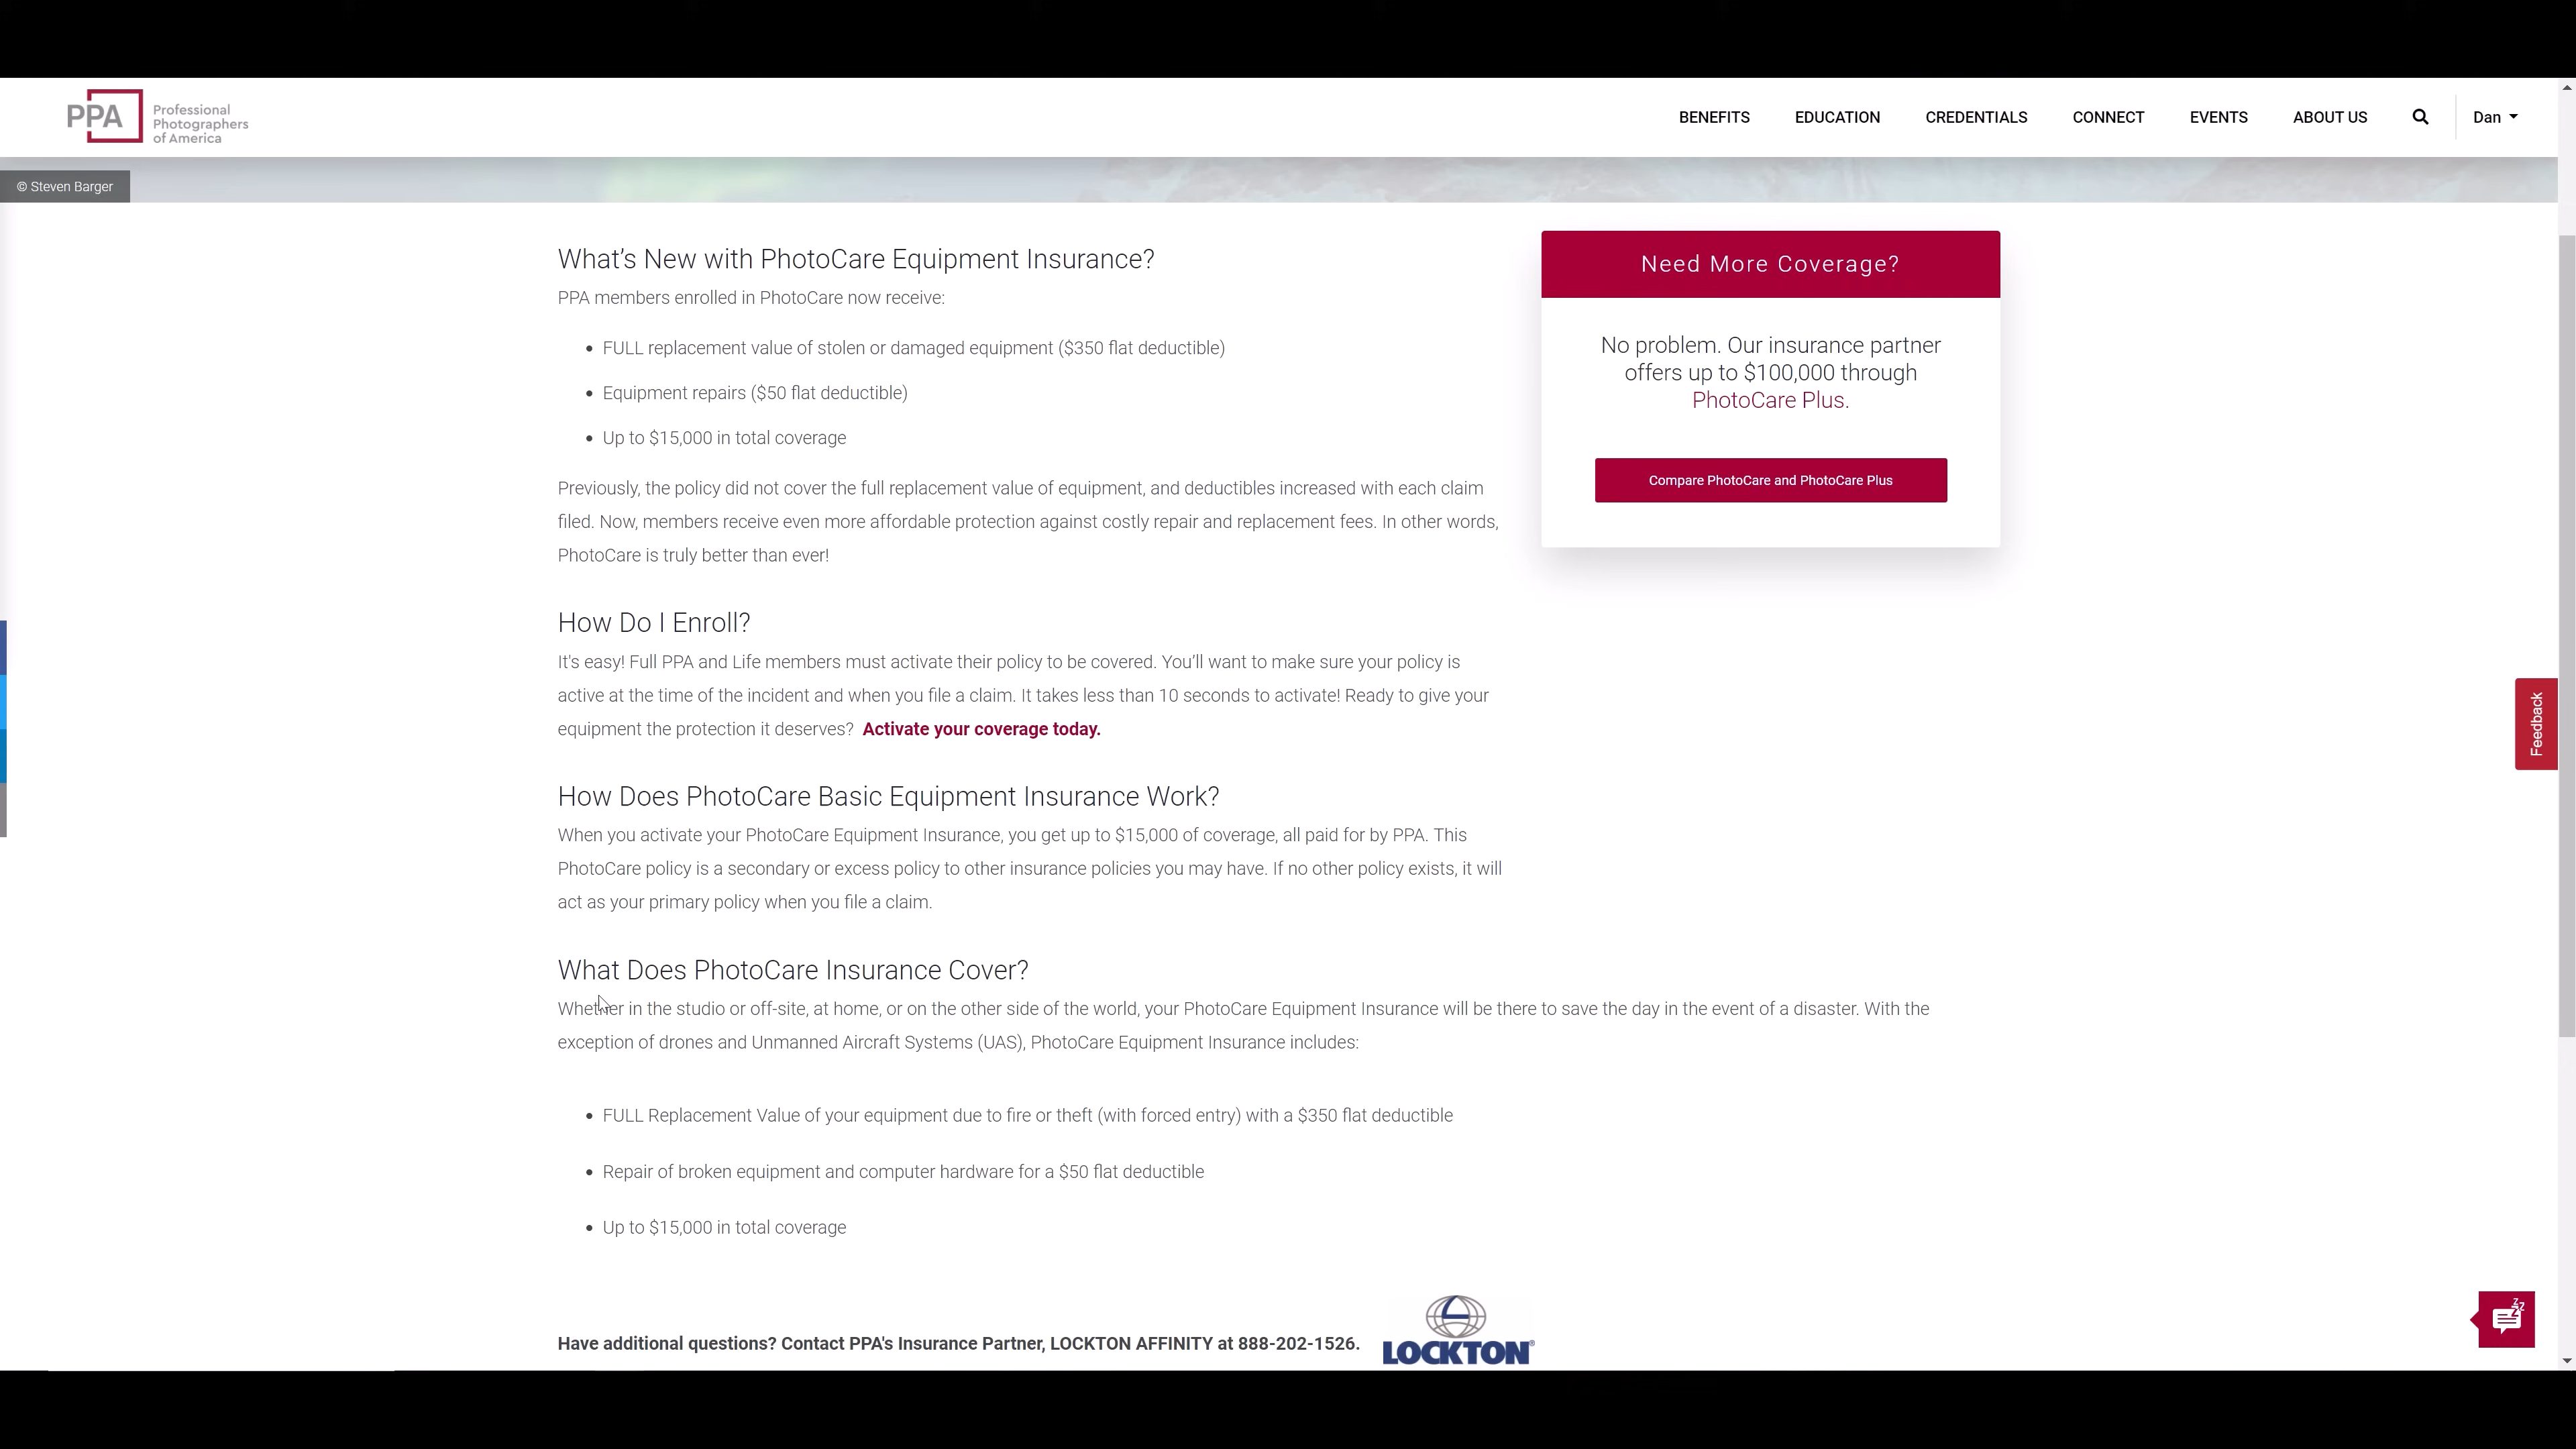 PPA
Professional
Photographers
of America
BENEFITS EDUCATION CREDENTIALS CONNECT EVENTS ABOUT US Dan
© Steven Barger
What’s New with PhotoCare Equipment Insurance?
PPA members enrolled in PhotoCare now receive:
• FULL replacement value of stolen or damaged equipment ($350 flat deductible)
• Equipment repairs ($50 flat deductible)
• Up to $15,000 in total coverage
Previously, the policy did not cover the full replacement value of equipment, and deductibles increased with each claim
filed. Now, members receive even more affordable protection against costly repair and replacement fees. In other words,
PhotoCare is truly better than ever!
Need More Coverage?
No problem. Our insurance partner
offers up to $100,000 through
PhotoCare Plus.
Compare PhotoCare and PhotoCare Plus
How Do I Enroll?
It's easy! Full PPA and Life members must activate their policy to be covered. You’ll want to make sure your policy is
active at the time of the incident and when you file a claim. It takes less than 10 seconds to activate! Ready to give your
equipment the protection it deserves? Activate your coverage today.
Feedback
How Does PhotoCare Basic Equipment Insurance Work?
When you activate your PhotoCare Equipment Insurance, you get up to $15,000 of coverage, all paid for by PPA. This
PhotoCare policy is a secondary or excess policy to other insurance policies you may have. If no other policy exists, it will
act as your primary policy when you file a claim.
What Does PhotoCare Insurance Cover?
Whether in the studio or off-site, at home, or on the other side of the world, your PhotoCare Equipment Insurance will be there to save the day in the event of a disaster. With the
exception of drones and Unmanned Aircraft Systems (UAS), PhotoCare Equipment Insurance includes:
• FULL Replacement Value of your equipment due to fire or theft (with forced entry) with a $350 flat deductible
• Repair of broken equipment and computer hardware for a $50 flat deductible
• Up to $15,000 in total coverage
Have additional questions? Contact PPA's Insurance Partner, LOCKTON AFFINITY at 888-202-1526.
LOCKTON®
zzz